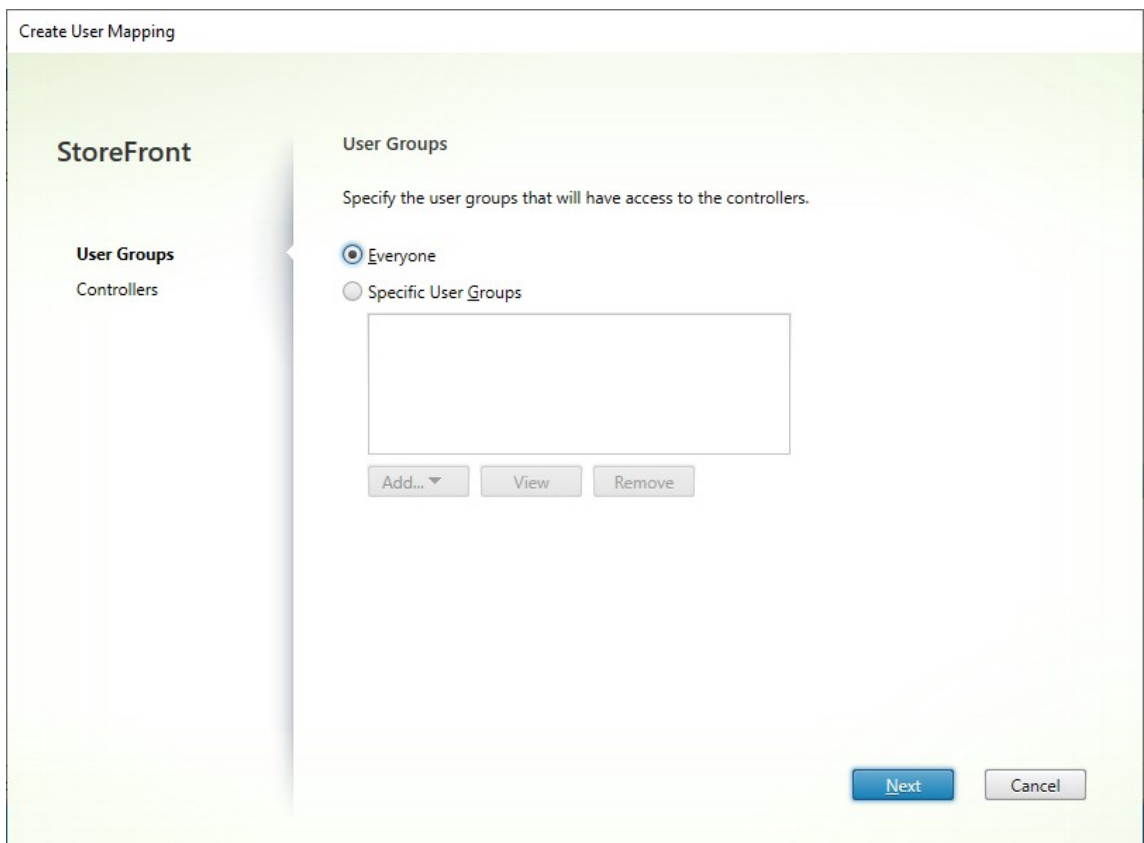 Create User Mapping
StoreFront
User Groups
Controllers
User Groups
Specify the user groups that will have access to the controllers.
Everyone
Specific User Groups
Add...
View
Remove
Next
Cancel